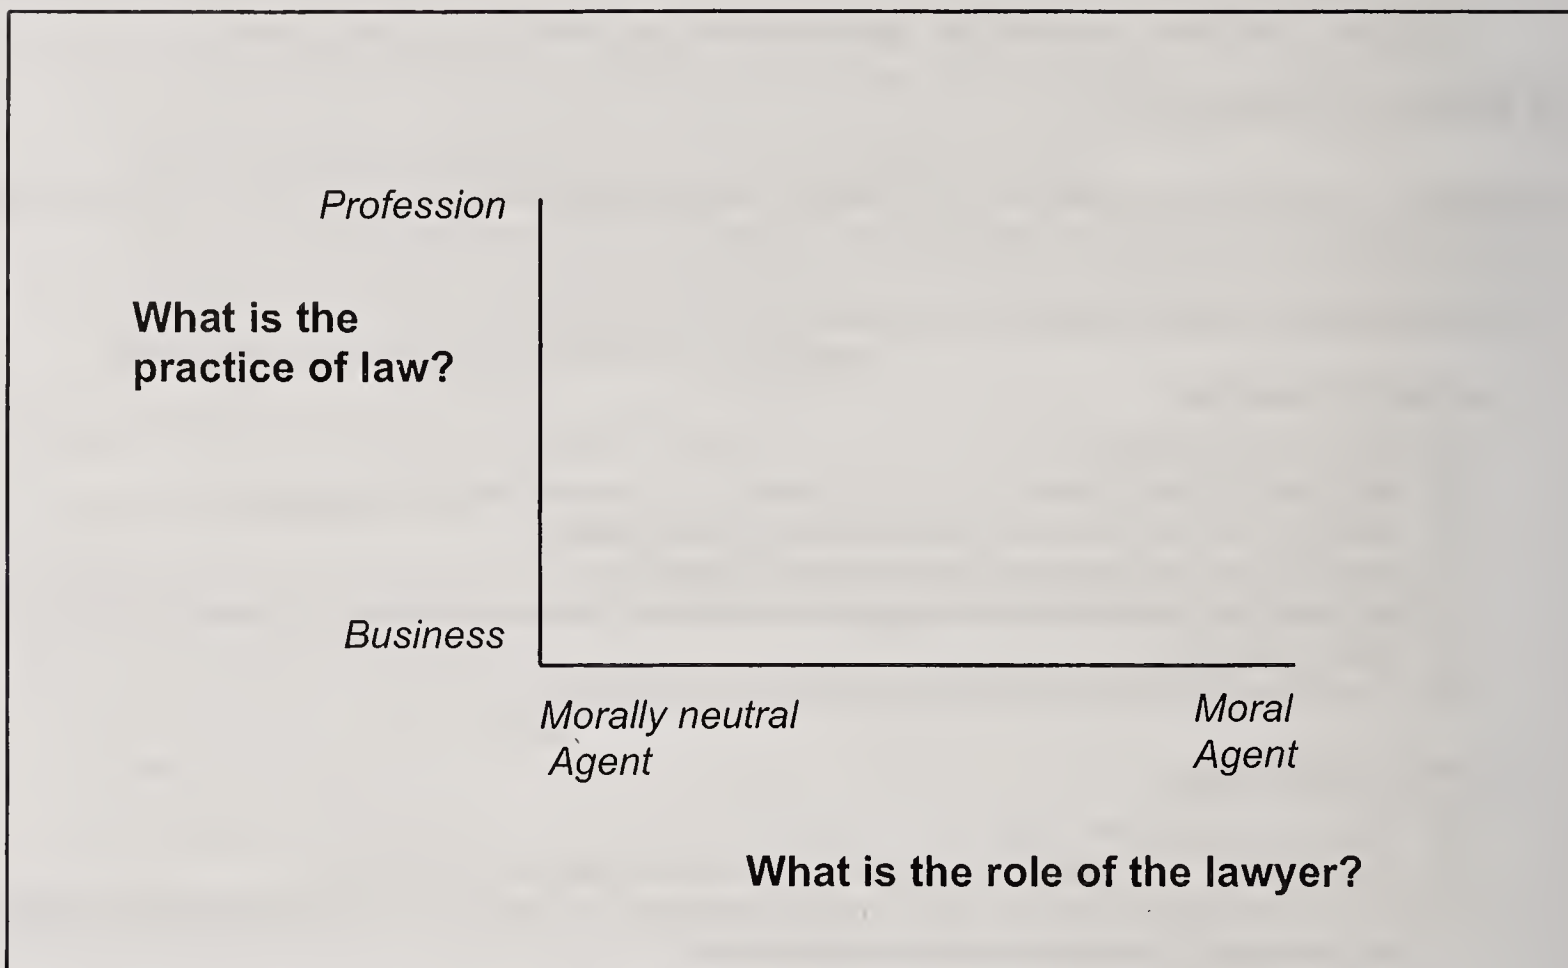 Profession
What is the
practice of law?
Business
Morally neutral
Agent
Moral
Agent
What is the role of the lawyer?